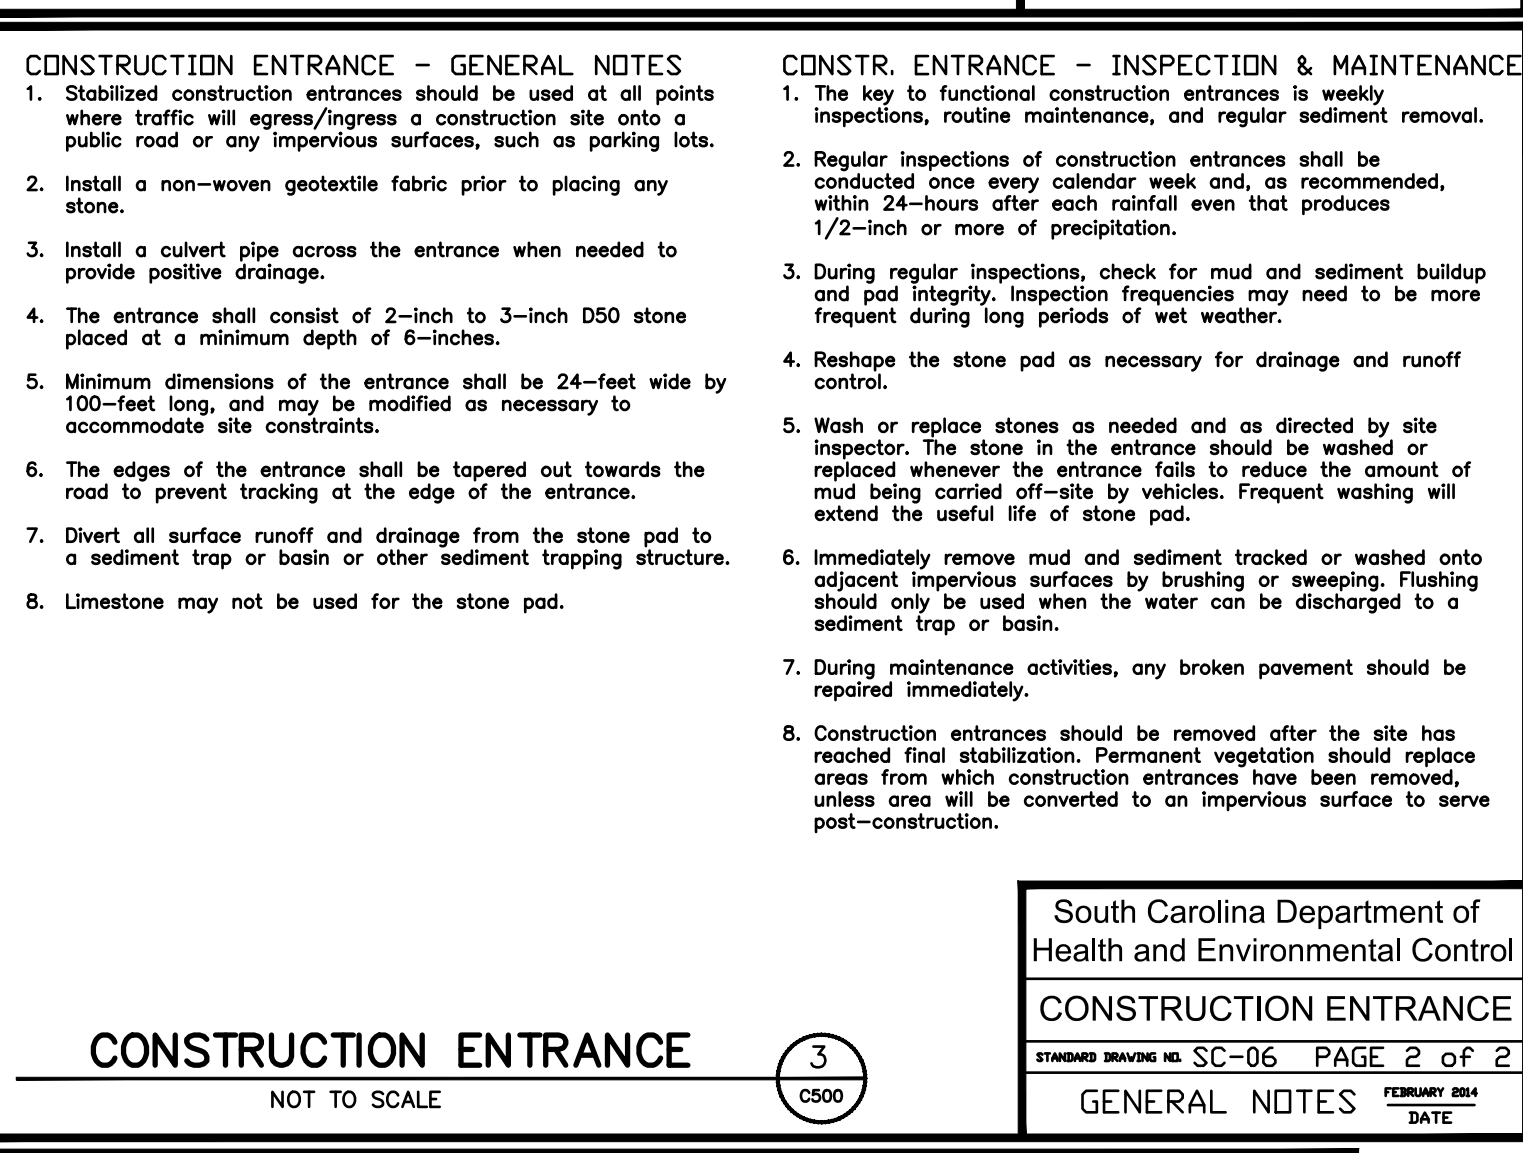 CONSTRUCTION ENTRANCE - GENERAL NOTES
1. Stabilized construction entrances should be used at all points
where traffic will egress/ingress a construction site onto a
public road or any impervious surfaces, such as parking lots.
2. Install a non-woven geotextile fabric prior to placing any
stone.
3. Install a culvert pipe across the entrance when needed to
provide positive drainage.
4. The entrance shall consist of 2-inch to 3-inch D50 stone
placed at a minimum depth of 6-inches.
5. Minimum dimensions of the entrance shall be 24-feet wide by
100-feet long, and may be modified as necessary to
accommodate site constraints.
6. The edges of the entrance shall be tapered out towards the
road to prevent tracking at the edge of the entrance.
7. Divert all surface runoff and drainage from the stone pad to
a sediment trap or basin or other sediment trapping structure.
8. Limestone may not be used for the stone pad.
CONSTR. ENTRANCE - INSPECTION & MAINTENANCE
1. The key to functional construction entrances is weekly
inspections, routine maintenance, and regular sediment removal.
2. Regular inspections of construction entrances shall be
conducted once every calendar week and, as recommended,
within 24-hours after each rainfall even that produces
1/2-inch or more of precipitation.
3. During regular inspections, check for mud and sediment buildup
and pad integrity. Inspection frequencies may need to be more
frequent during long periods of wet weather.
4. Reshape the stone pad as necessary for drainage and runoff
control.
5. Wash or replace stones as needed and as directed by site
inspector. The stone in the entrance should be washed or
replaced whenever the entrance fails to reduce the amount of
mud being carried off-site by vehicles. Frequent washing will
extend the useful life of stone pad.
6. Immediately remove mud and sediment tracked or washed onto
adjacent impervious surfaces by brushing or sweeping. Flushing
should only be used when the water can be discharged to a
sediment trap or basin.
7. During maintenance activities, any broken pavement should be
repaired immediately.
8. Construction entrances should be removed after the site has
reached final stabilization. Permanent vegetation should replace
areas from which construction entrances have been removed,
unless area will be converted to an impervious surface to serve
post-construction.
CONSTRUCTION ENTRANCE
NOT TO SCALE
3
C500
South Carolina Department of
Health and Environmental Control
CONSTRUCTION ENTRANCE
STANDARD DRAWING NO. SC-06 PAGE 2 of 2
GENERAL NOTES FEBRUARY 2014
DATE